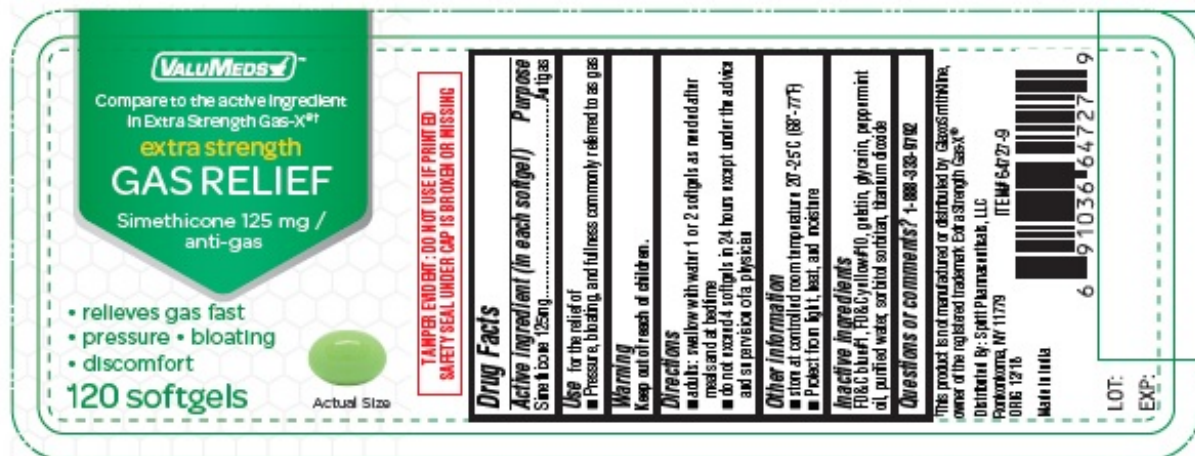 VALUMEDS™
Compare to the active ingredient
in Extra Strength Gas-X®†
extra strength
GAS RELIEF
Simethicone 125 mg /
anti-gas
• relieves gas fast
• pressure • bloating
• discomfort
120 softgels
Actual Size
TAMPER EVIDENT: DO NOT USE IF PRINTED
SAFETY SEAL UNDER CAP IS BROKEN OR MISSING
Drug Facts
Active ingredient (in each softgel) Purpose
Simethicone 125mg..................Antigas
Use for the relief of
■ Pressure, bloating, and fullness commonly referred to as gas
Warning
Keep out of reach of children.
Directions
■ adults: swallow with water 1 or 2 softgels as needed after
meals and at bedtime
■ do not exceed 4 softgels in 24 hours except under the advice
and supervision of a physician
Other information
■ store at controlled room temperature 20°-25°C (68°-77°F)
■ Protect from light, heat, and moisture
Inactive ingredients
FD&C blue#1, FD&C yellow#10, gelatin, glycerin, peppermint
oil, purified water, sorbitol sorbitan, titanium dioxide
Questions or comments? 1-888-333-9792
†This product is not manufactured or distributed by GlaxoSmithKline,
owner of the registered trademark Extra Strength Gas-X®
Distributed By: Spirit Pharmaceuticals, LLC
Ronkonkoma, NY 11779
ORIG 12/18
ITEM# 64727-9
Made in India
6 91036 64727 9
LOT:
EXP: